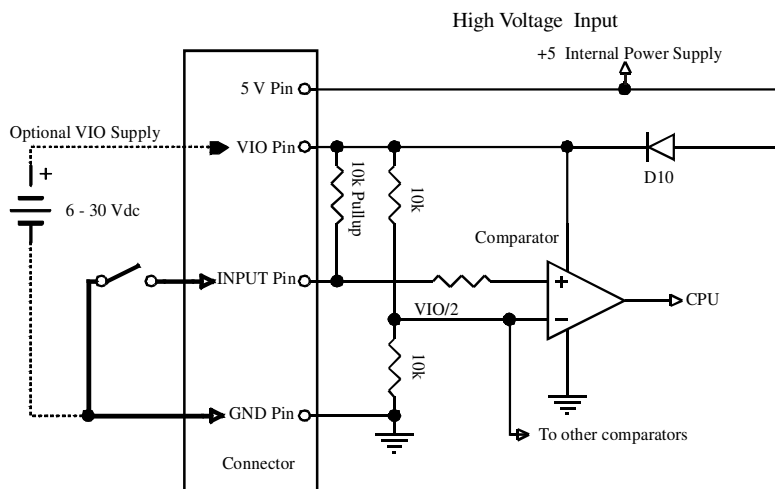 High Voltage Input
+5 Internal Power Supply
5 V Pin
Optional VIO Supply
VIO Pin
D10
+
6 - 30 Vdc
10k Pullup
10k
Comparator
INPUT Pin
+
CPU
VIO/2
−
10k
GND Pin
To other comparators
Connector